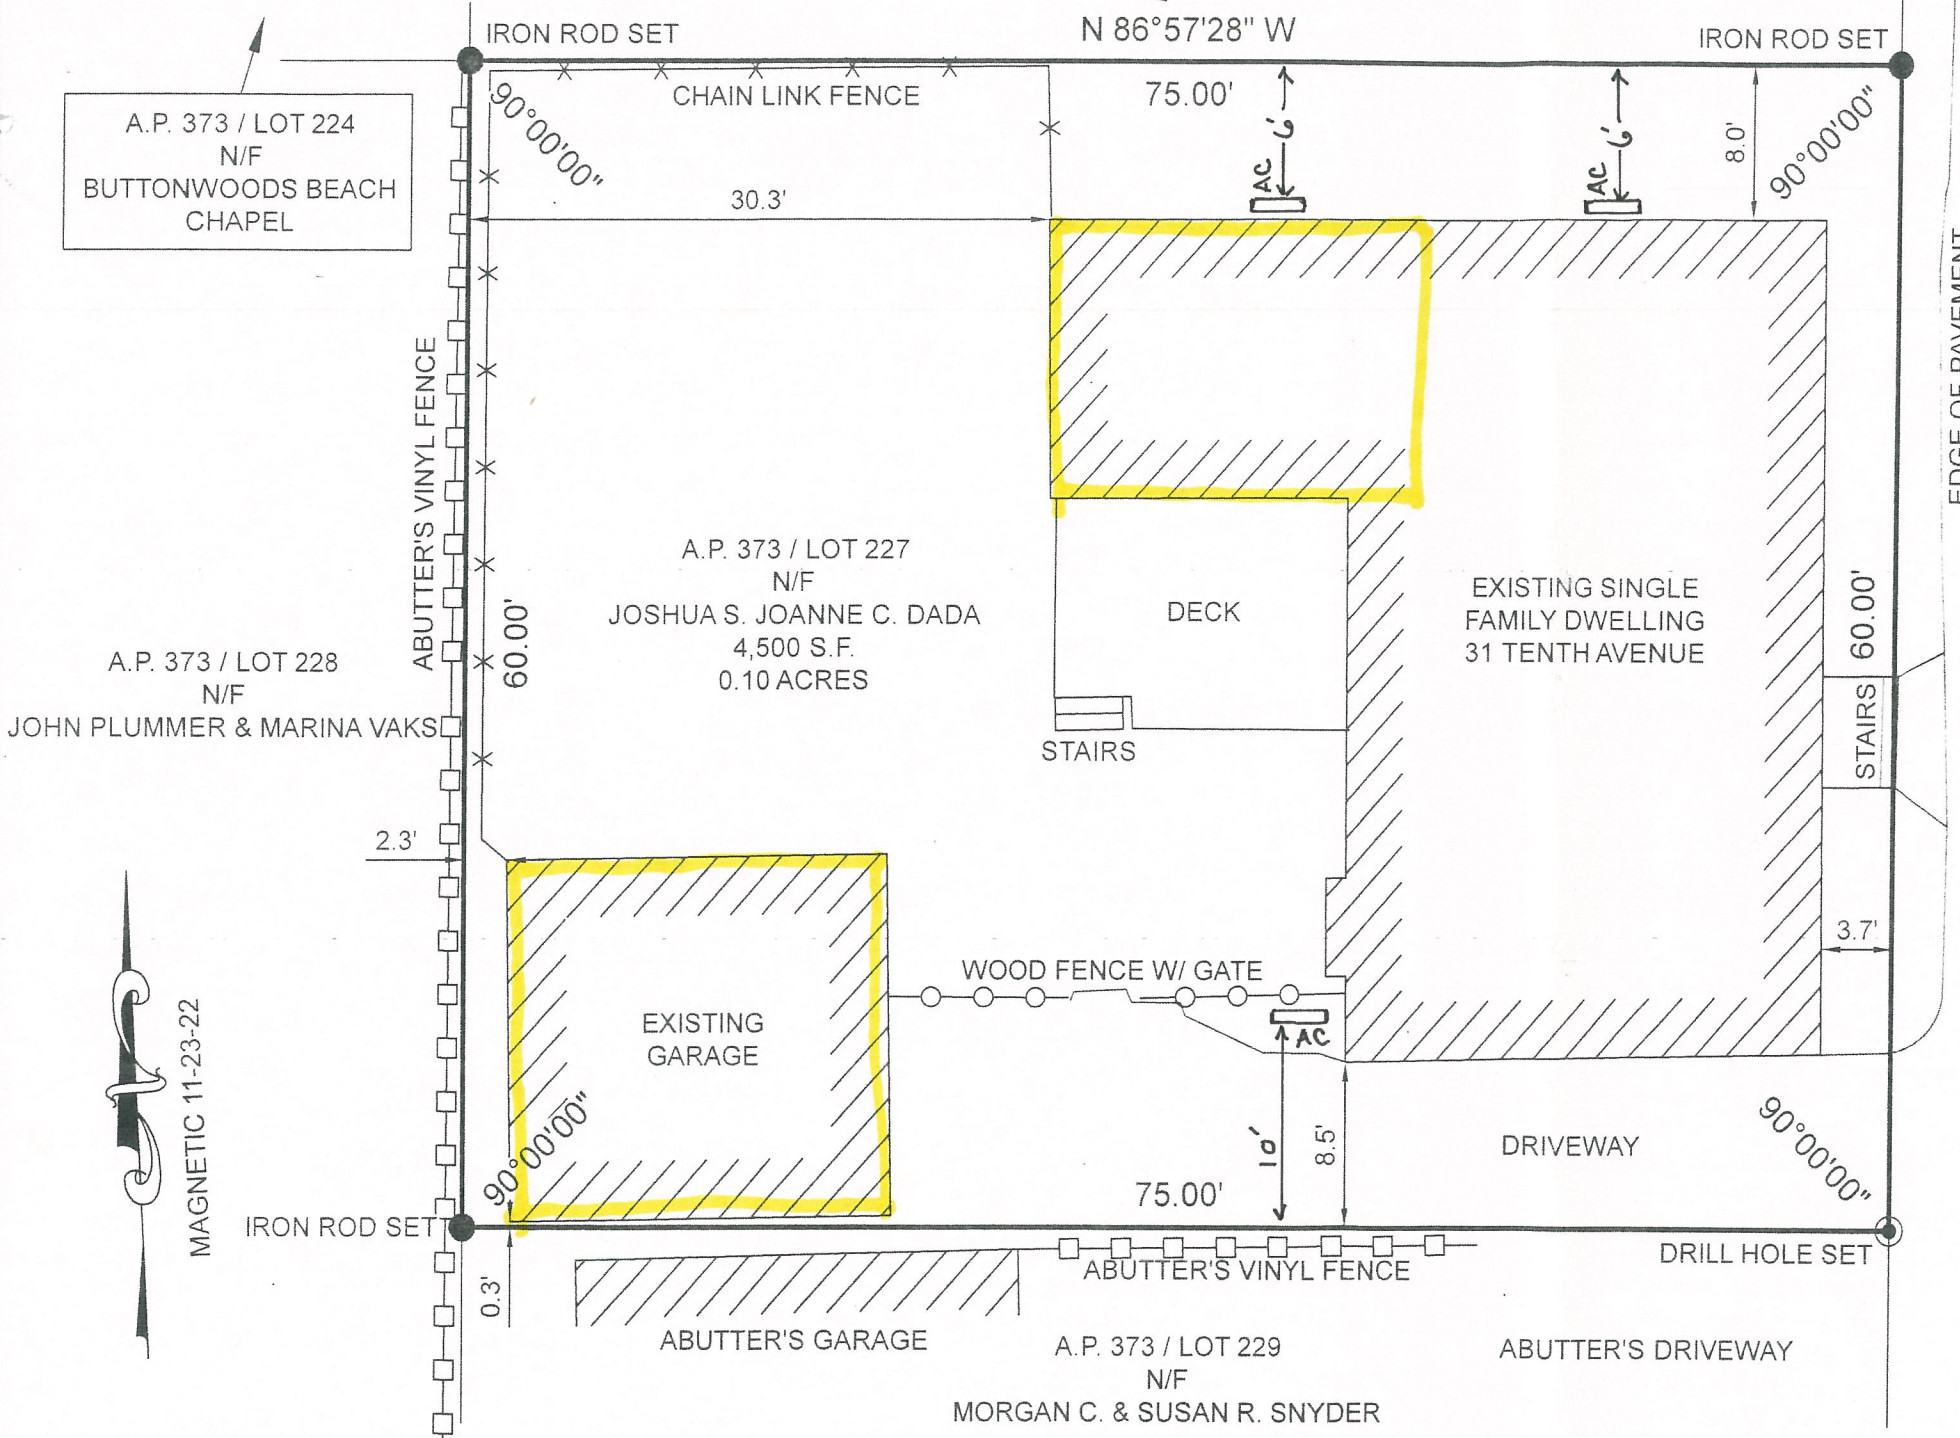 IRON ROD SET
N 86°57'28" W
IRON ROD SET
75.00'
CHAIN LINK FENCE
90°00'00"
90°00'00"
A.P. 373 / LOT 224
N/F
BUTTONWOODS BEACH
CHAPEL
6'
6'
8.0'
AC
AC
30.3'
EDGE OF PAVEMENT
ABUTTER'S VINYL FENCE
A.P. 373 / LOT 227
N/F
JOSHUA S. JOANNE C. DADA
4,500 S.F.
0.10 ACRES
DECK
EXISTING SINGLE
FAMILY DWELLING
31 TENTH AVENUE
60.00'
60.00'
A.P. 373 / LOT 228
N/F
JOHN PLUMMER & MARINA VAKS
STAIRS
STAIRS
2.3'
3.7'
WOOD FENCE W/ GATE
EXISTING
GARAGE
AC
MAGNETIC 11-23-22
90°00'00"
10'
8.5'
DRIVEWAY
90°00'00"
75.00'
IRON ROD SET
DRILL HOLE SET
0.3'
ABUTTER'S VINYL FENCE
ABUTTER'S GARAGE
A.P. 373 / LOT 229
N/F
MORGAN C. & SUSAN R. SNYDER
ABUTTER'S DRIVEWAY